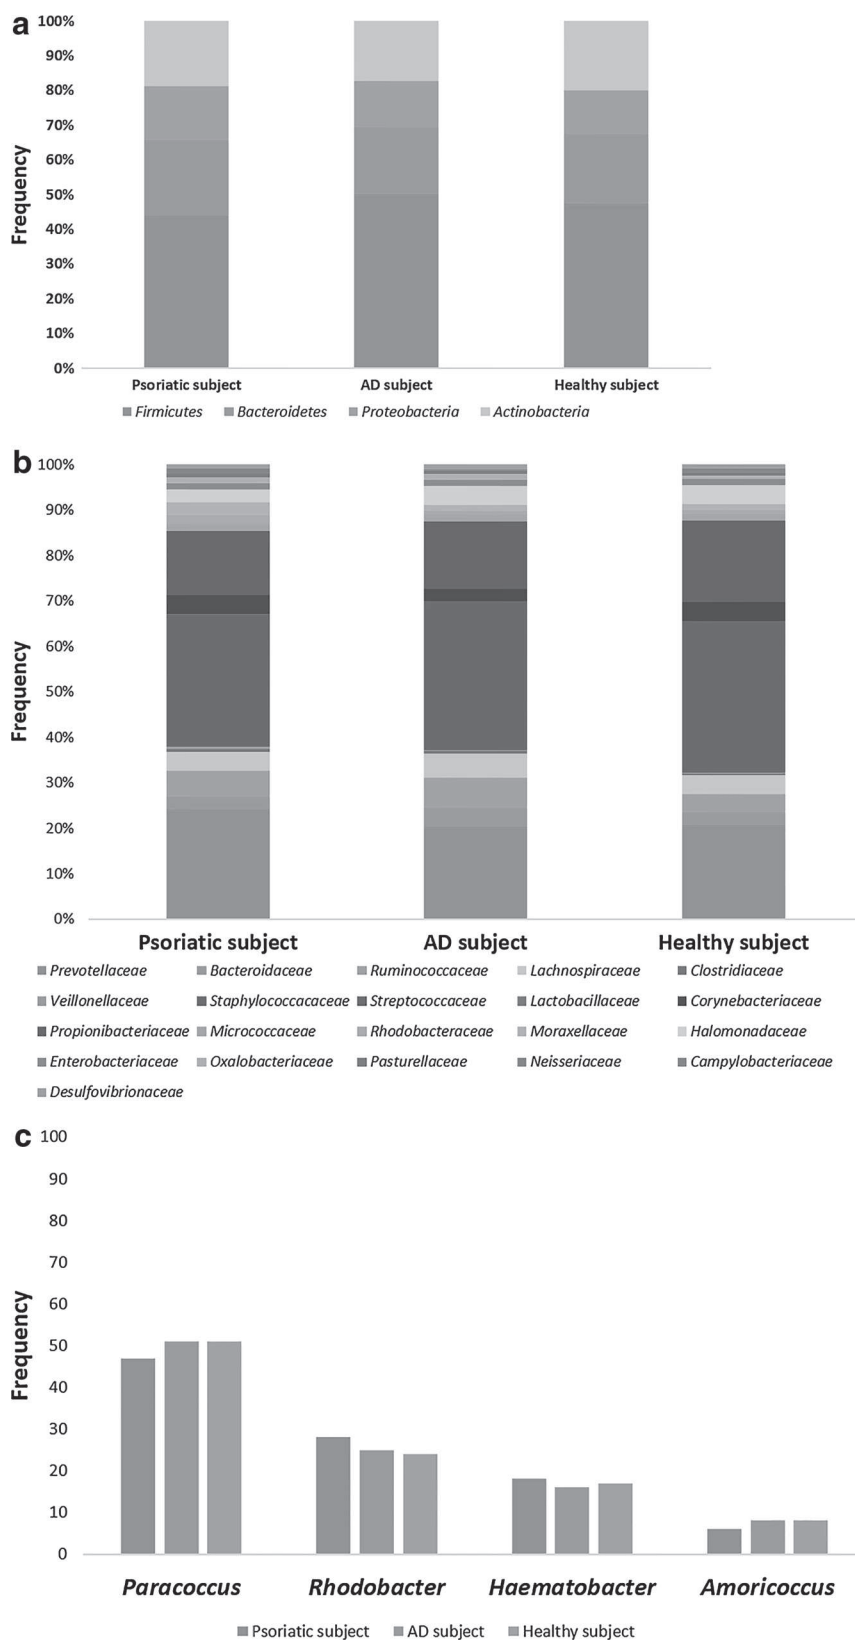 a
100%
90%
80%
70%
60%
50%
40%
30%
20%
10%
0%
Frequency
Psoriatic subject AD subject Healthy subject
Firmicutes Bacteroidetes Proteobacteria Actinobacteria
b
100%
90%
80%
70%
60%
50%
40%
30%
20%
10%
0%
Frequency
Psoriatic subject AD subject Healthy subject
Prevotellaceae Bacteroidaceae Ruminococcaceae Lachnospiraceae Clostridiaceae
Veillonellaceae Staphylococcacaceae Streptococcaceae Lactobacillaceae Corynebacteriaceae
Propionibacteriaceae Micrococcaceae Rhodobacteraceae Moraxellaceae Halomonadaceae
Enterobacteriaceae Oxalobacteriaceae Pasturellaceae Neisseriaceae Campylobacteriaceae
Desulfovibrionaceae
c
100
90
80
70
60
50
40
30
20
10
0
Frequency
Paracoccus Rhodobacter Haematobacter Amoricoccus
Psoriatic subject AD subject Healthy subject